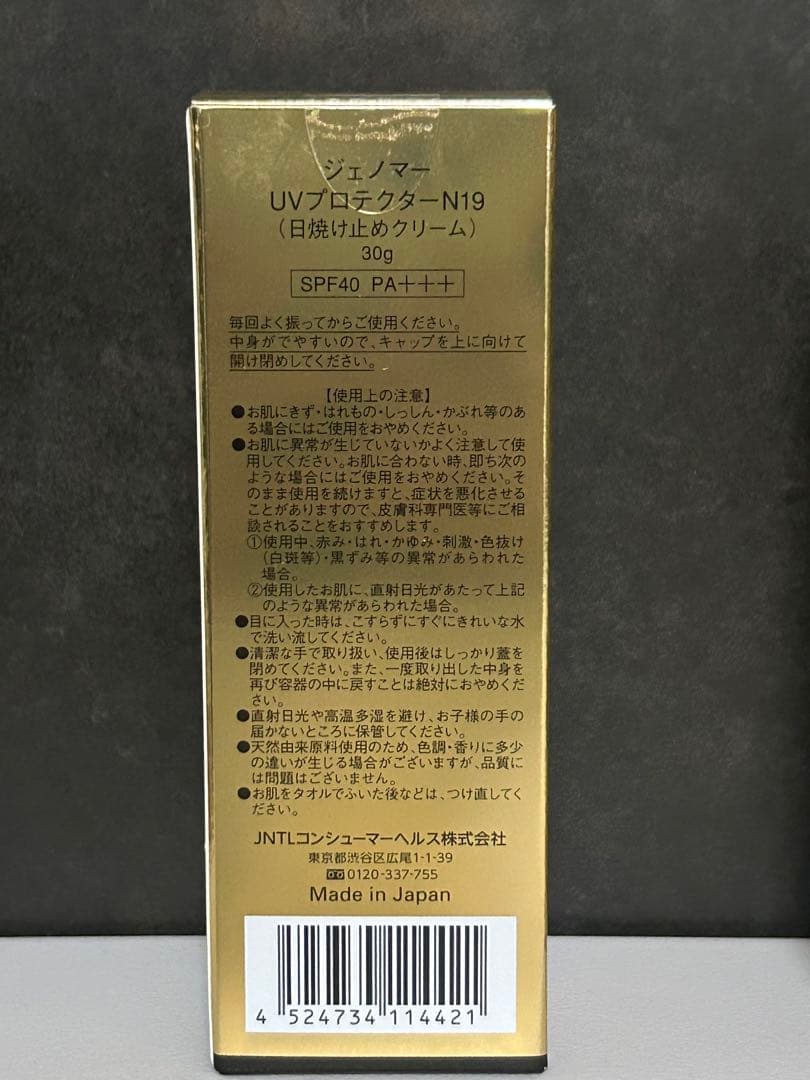 ジェノマー
UVプロテクターN19
（日焼け止めクリーム）
30g
SPF40 PA+++
毎回よく振ってからご使用ください。
中身がでやすいので、キャップを上に向けて
開け閉めしてください。
【使用上の注意】
●お肌にきず・はれもの・しっしん・かぶれ等のあ
る場合にはご使用をおやめください。
●お肌に異常が生じていないかよく注意して使
用してください。お肌に合わない時、即ち次の
ような場合にはご使用をおやめください。そ
のまま使用を続けますと、症状を悪化させる
ことがありますので、皮膚科専門医等にご相
談されることをおすすめします。
①使用中、赤み・はれ・かゆみ・刺激・色抜け
（白斑等）・黒ずみ等の異常があらわれた
場合。
②使用したお肌に、直射日光があたって上記
のような異常があらわれた場合。
●目に入った時は、こすらずにすぐにきれいな水
で洗い流してください。
●清潔な手で取り扱い、使用後はしっかり蓋を
閉めてください。また、一度取り出した中身を
再び容器の中に戻すことは絶対におやめくだ
さい。
●直射日光や高温多湿を避け、お子様の手の
届かないところに保管してください。
●天然由来原料使用のため、色調・香りに多少
の違いが生じる場合がございますが、品質に
は問題はございません。
●お肌をタオルでふいた後などは、つけ直してく
ださい。
JNTLコンシューマーヘルス株式会社
東京都渋谷区広尾1-1-39
0120-337-755
Made in Japan
4 524734 114421